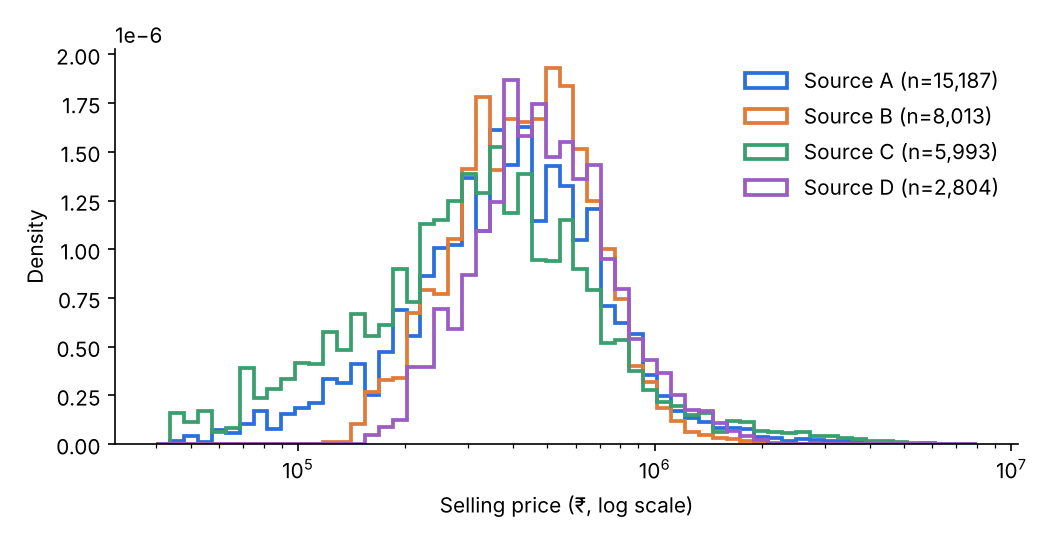 1e−6
2.00
1.75
1.50
1.25
1.00
0.75
0.50
0.25
0.00
Density
10⁵
10⁶
10⁷
Selling price (₹, log scale)
Source A (n=15,187)
Source B (n=8,013)
Source C (n=5,993)
Source D (n=2,804)